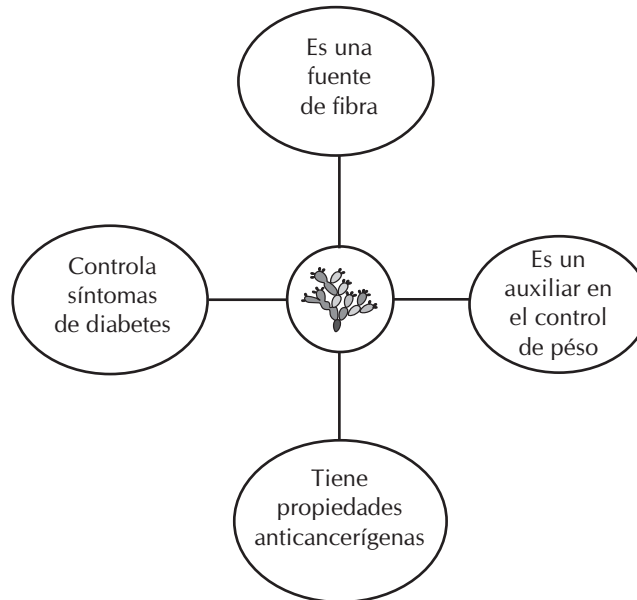 Es una
fuente
de fibra
Controla
síntomas
de diabetes
Es un
auxiliar en
el control
de péso
Tiene
propiedades
anticancerígenas